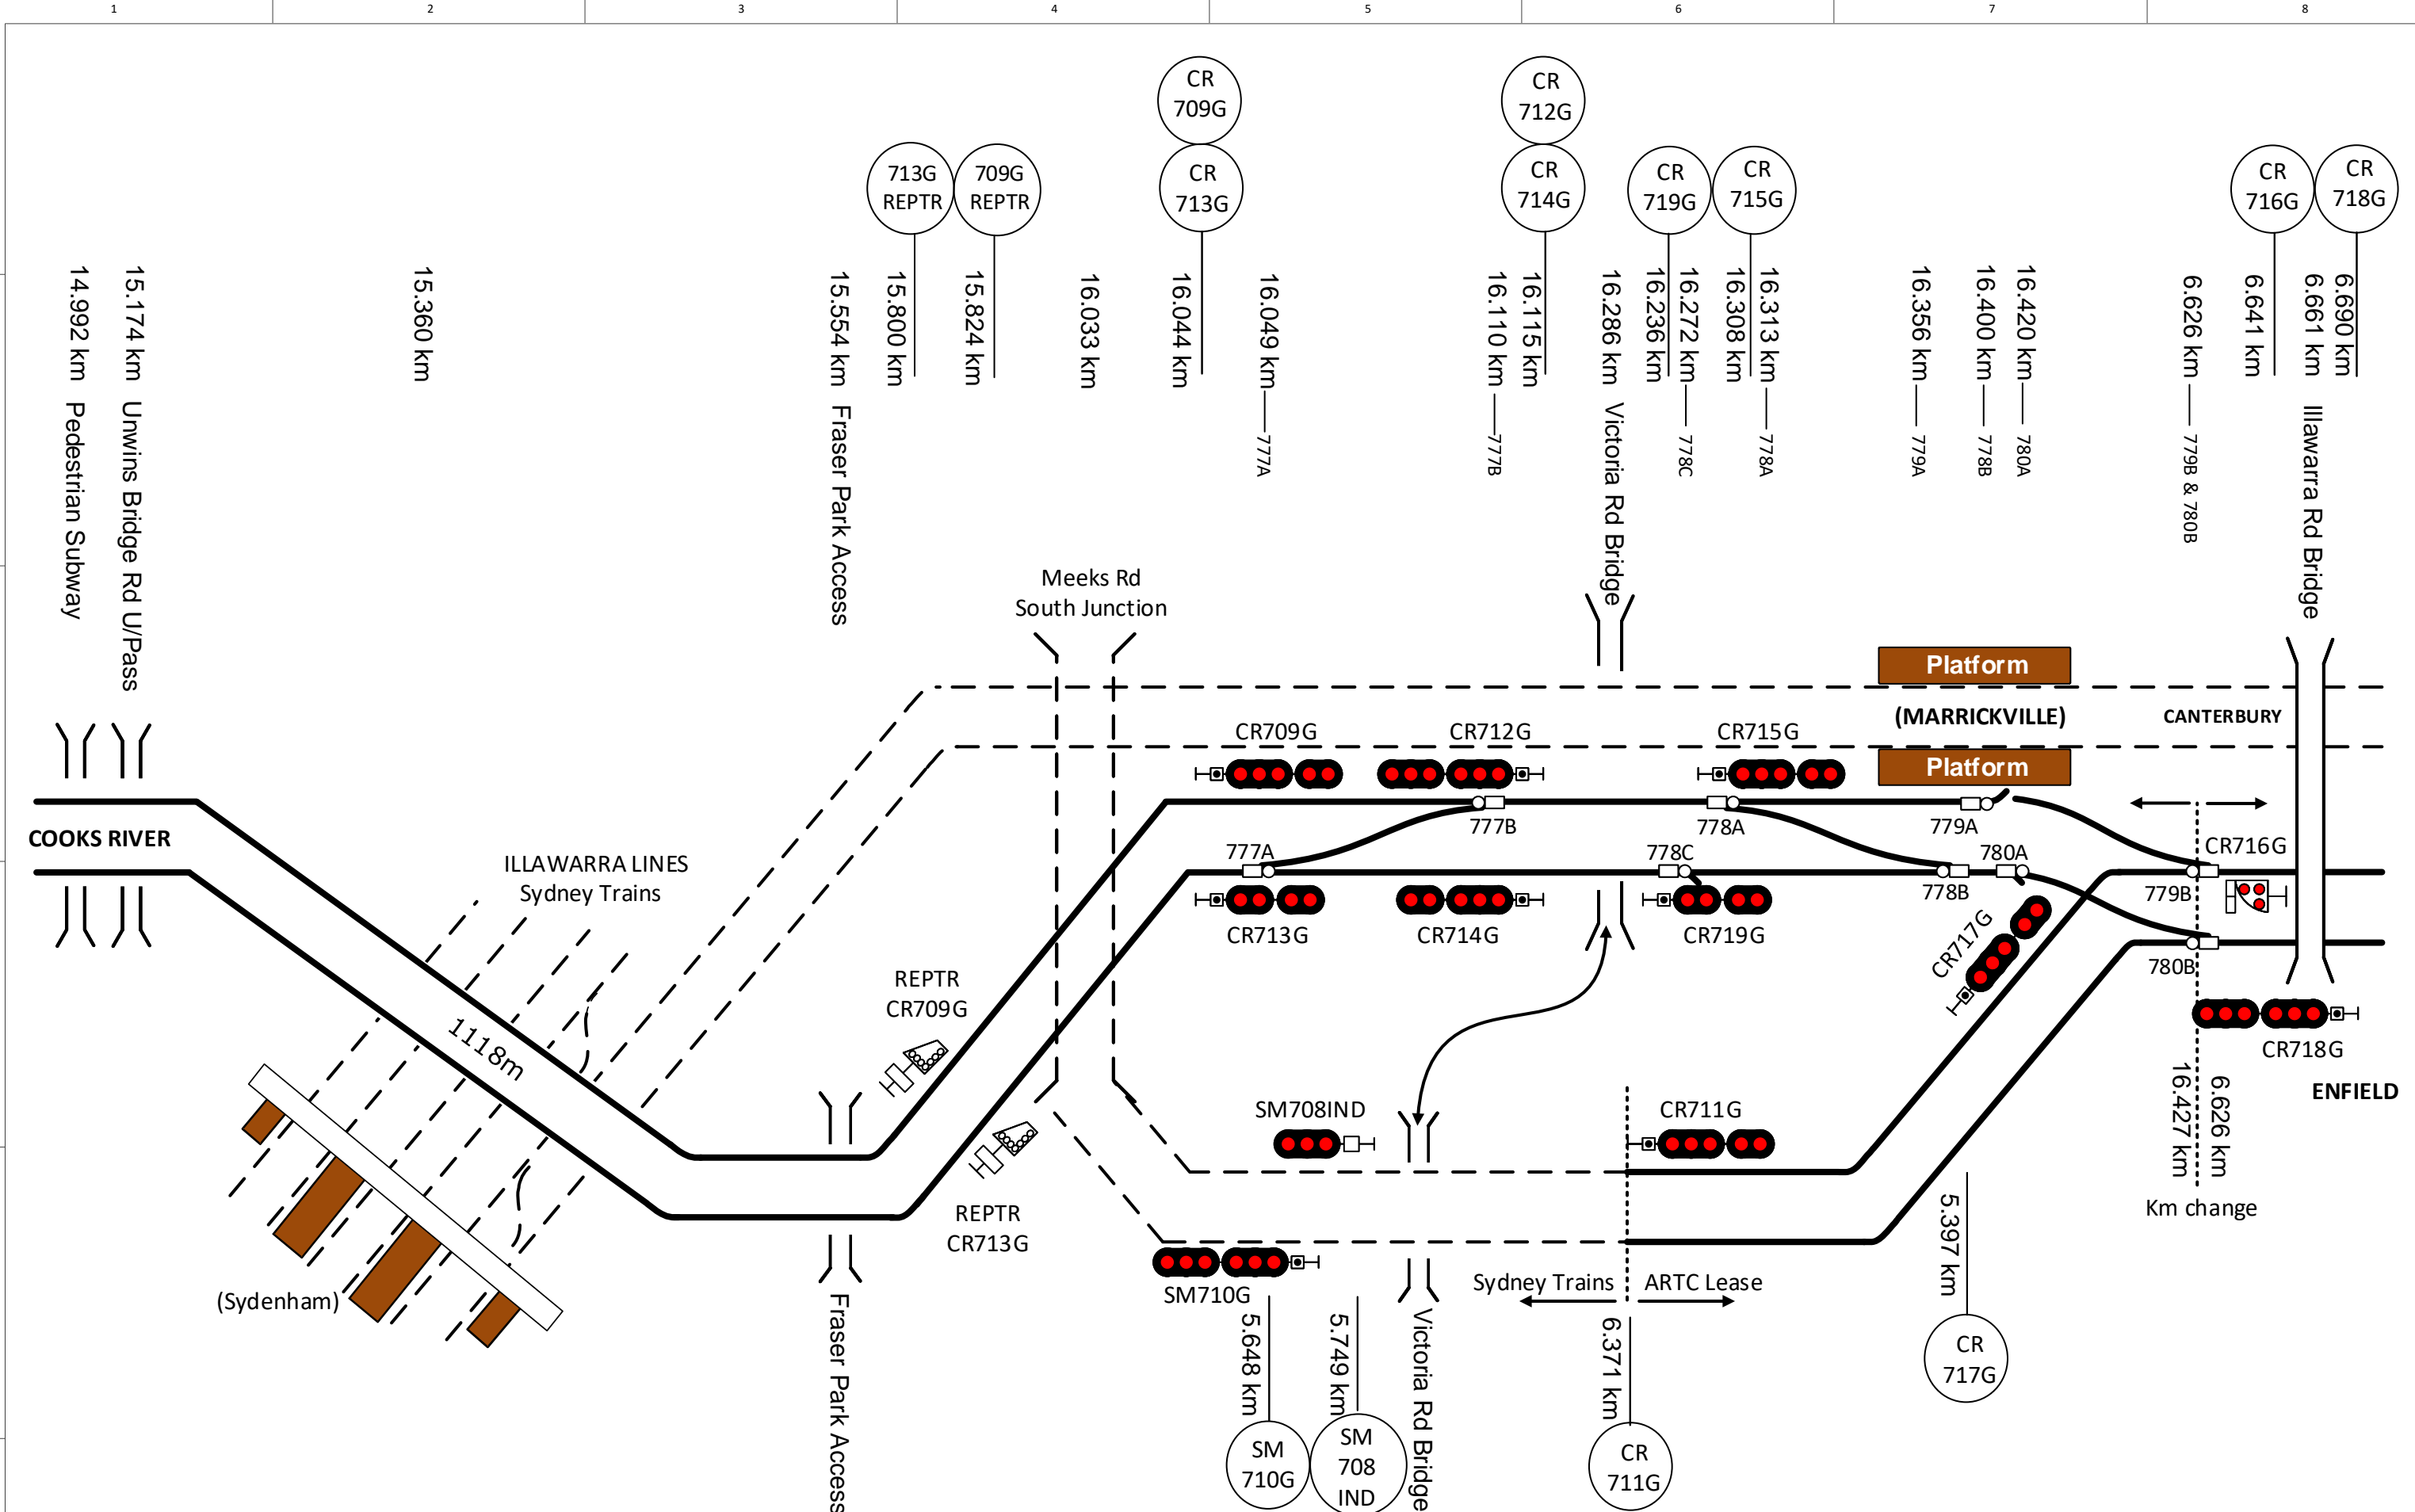 1
2
3
4
5
6
7
8
CR
709G
CR
712G
713G
REPTR
709G
REPTR
CR
713G
CR
714G
CR
719G
CR
715G
CR
716G
CR
718G
14.992 km Pedestrian Subway
15.174 km Unwins Bridge Rd U/Pass
15.360 km
15.554 km Fraser Park Access
15.800 km
15.824 km
16.033 km
16.044 km
16.049 km
777A
16.110 km
777B
16.115 km
16.286 km Victoria Rd Bridge
16.236 km
16.272 km
778C
16.308 km
16.313 km
778A
16.356 km
779A
16.400 km
778B
16.420 km
780A
6.626 km
779B & 780B
6.641 km
6.661 km Illawarra Rd Bridge
6.690 km
Meeks Rd
South Junction
Platform
(MARRICKVILLE)
CANTERBURY
CR709G
CR712G
CR715G
Platform
COOKS RIVER
777B
778A
779A
777A
778C
780A
CR716G
ILLAWARRA LINES
Sydney Trains
778B
779B
CR713G
CR714G
CR719G
CR717G
780B
REPTR
CR709G
1118m
CR718G
ENFIELD
SM708IND
CR711G
16.427 km
6.626 km
Km change
REPTR
CR713G
5.397 km
(Sydenham)
SM710G
Sydney Trains
ARTC Lease
Fraser Park Access
5.648 km
5.749 km
Victoria Rd Bridge
6.371 km
CR
717G
SM
710G
SM
708
IND
CR
711G